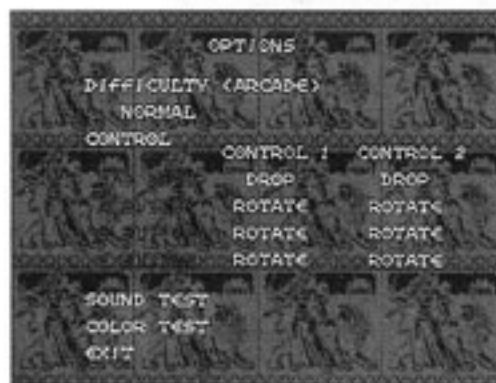 OPTIONS
DIFFICULTY (ARCADE)
NORMAL
CONTROL
CONTROL 1 CONTROL 2
DROP DROP
ROTATE ROTATE
ROTATE ROTATE
ROTATE ROTATE
SOUND TEST
COLOR TEST
EXIT